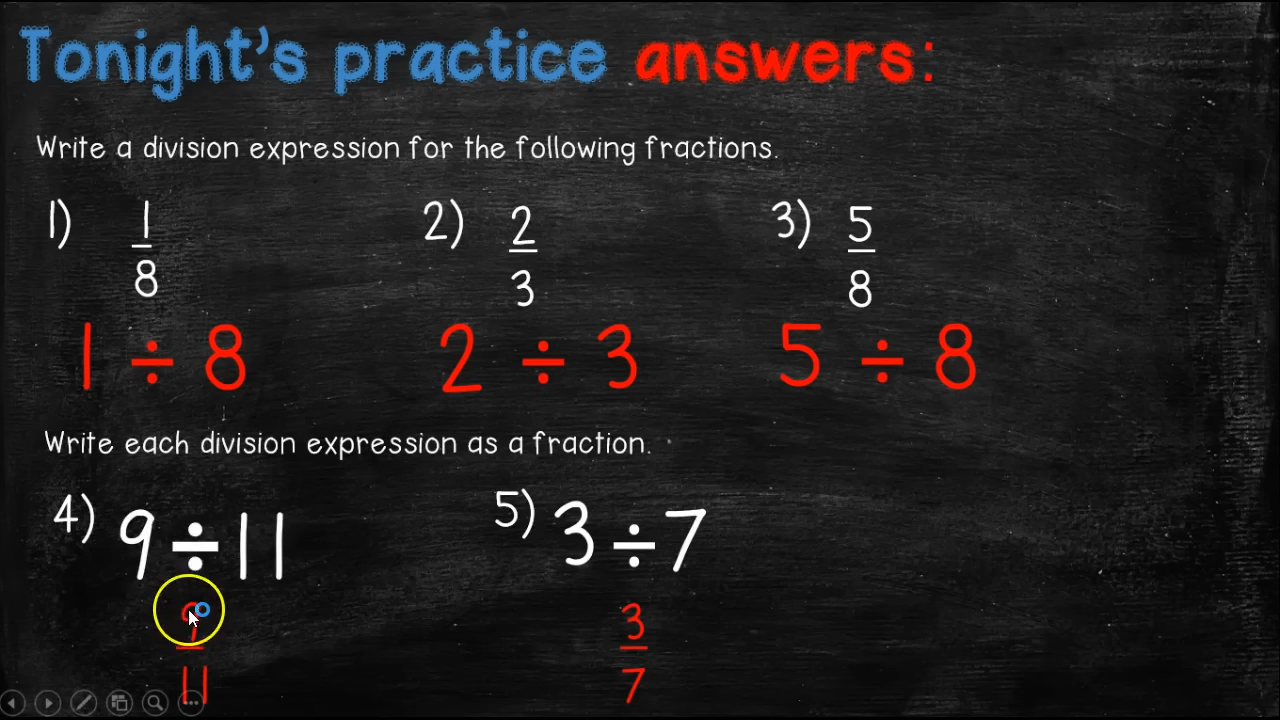 Tonight's practice answers:
Write a division expression for the following fractions.
1) 1/8 2) 2/3 3) 5/8
1 ÷ 8 2 ÷ 3 5 ÷ 8
Write each division expression as a fraction.
4) 9 ÷ 11 5) 3 ÷ 7
9/11 3/7